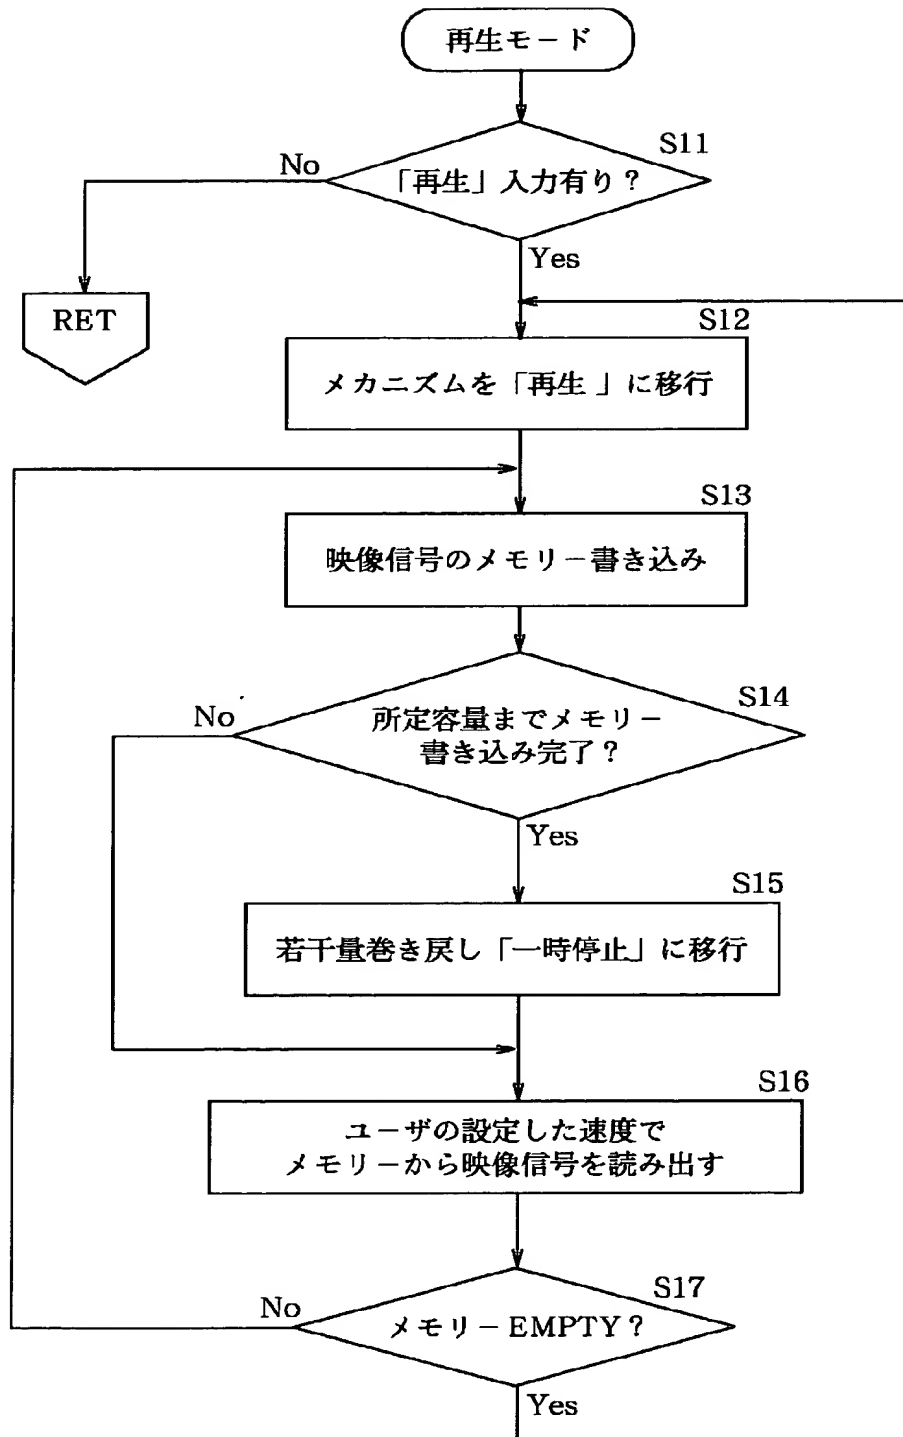 再生モード
S11
No
「再生」入力有り？
Yes
RET
S12
メカニズムを「再生」に移行
S13
映像信号のメモリー書き込み
S14
No
所定容量までメモリー
書き込み完了？
Yes
S15
若干量巻き戻し「一時停止」に移行
S16
ユーザの設定した速度で
メモリーから映像信号を読み出す
S17
No
メモリーEMPTY？
Yes